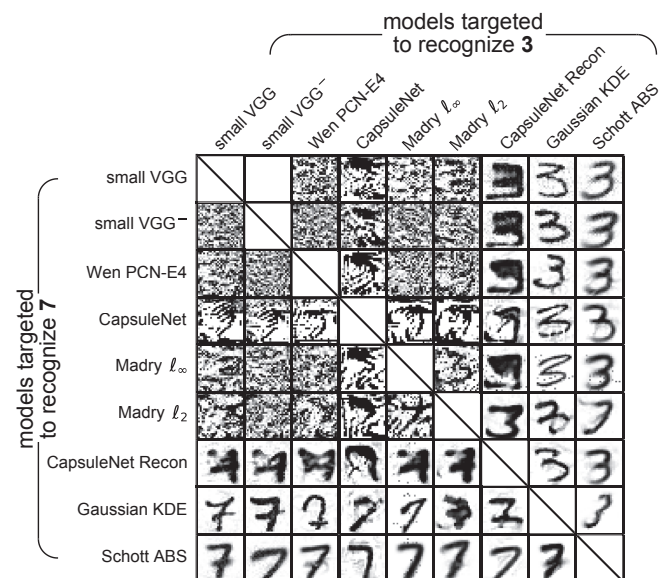 models targeted
to recognize 3
small VGG
small VGG⁻
Wen PCN-E4
CapsuleNet
Madry ℓ∞
Madry ℓ₂
CapsuleNet Recon
Gaussian KDE
Schott ABS
models targeted
to recognize 7
small VGG
small VGG⁻
Wen PCN-E4
CapsuleNet
Madry ℓ∞
Madry ℓ₂
CapsuleNet Recon
Gaussian KDE
Schott ABS